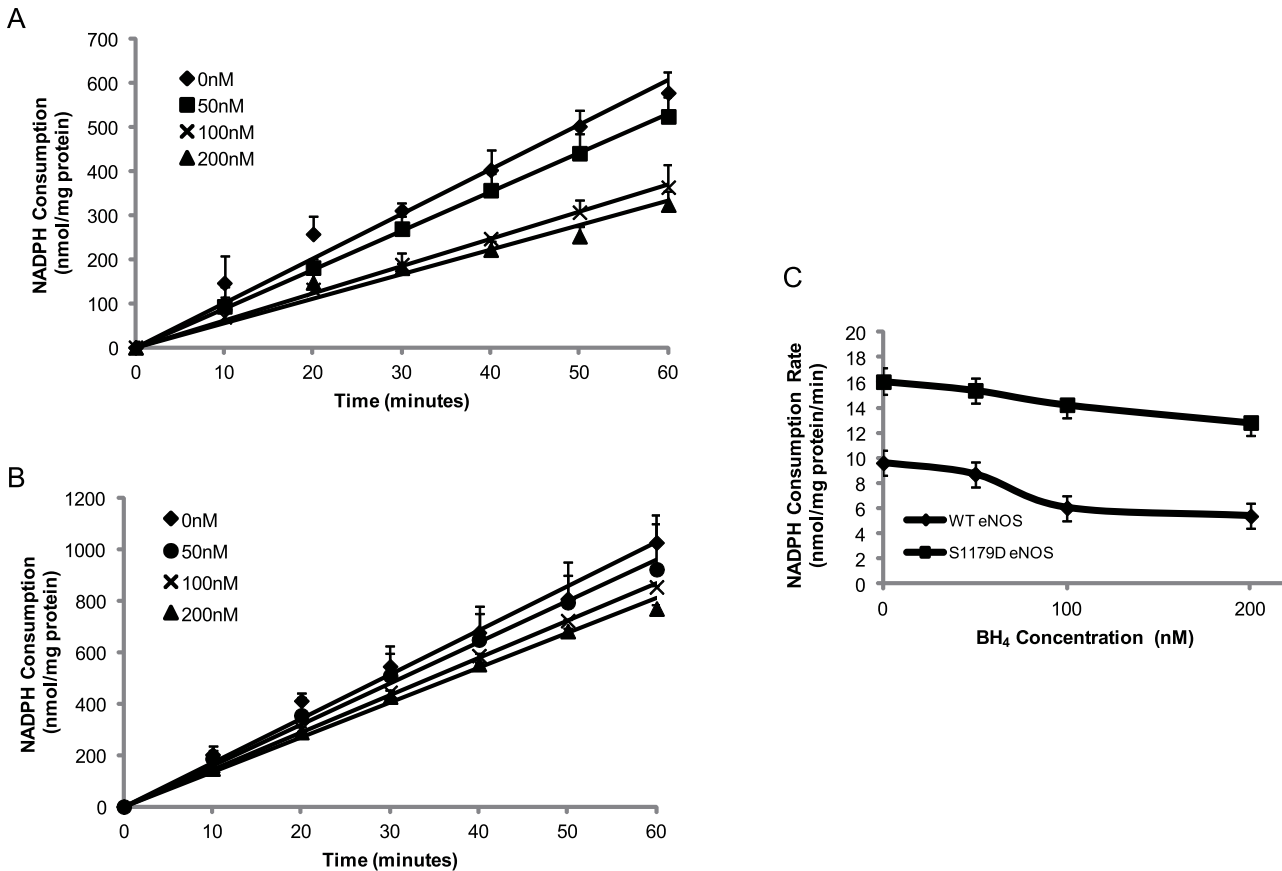 A
700
600
500
400
300
200
100
0
NADPH Consumption
(nmol/mg protein)
0nM
50nM
100nM
200nM
0 10 20 30 40 50 60
Time (minutes)
B
1200
1000
800
600
400
200
0
NADPH Consumption
(nmol/mg protein)
0nM
50nM
100nM
200nM
0 10 20 30 40 50 60
Time (minutes)
C
20
18
16
14
12
10
8
6
4
2
0
NADPH Consumption Rate
(nmol/mg protein/min)
WT eNOS
S1179D eNOS
0 100 200
BH₄ Concentration (nM)